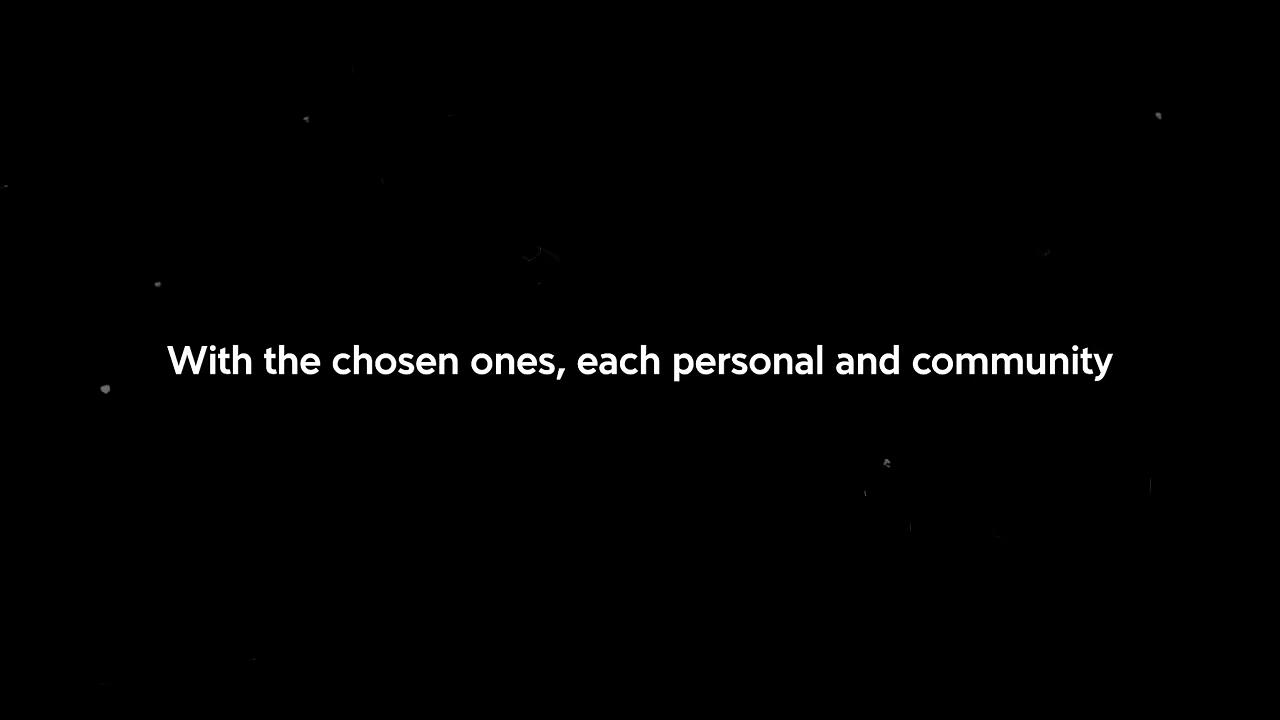 With the chosen ones, each personal and community